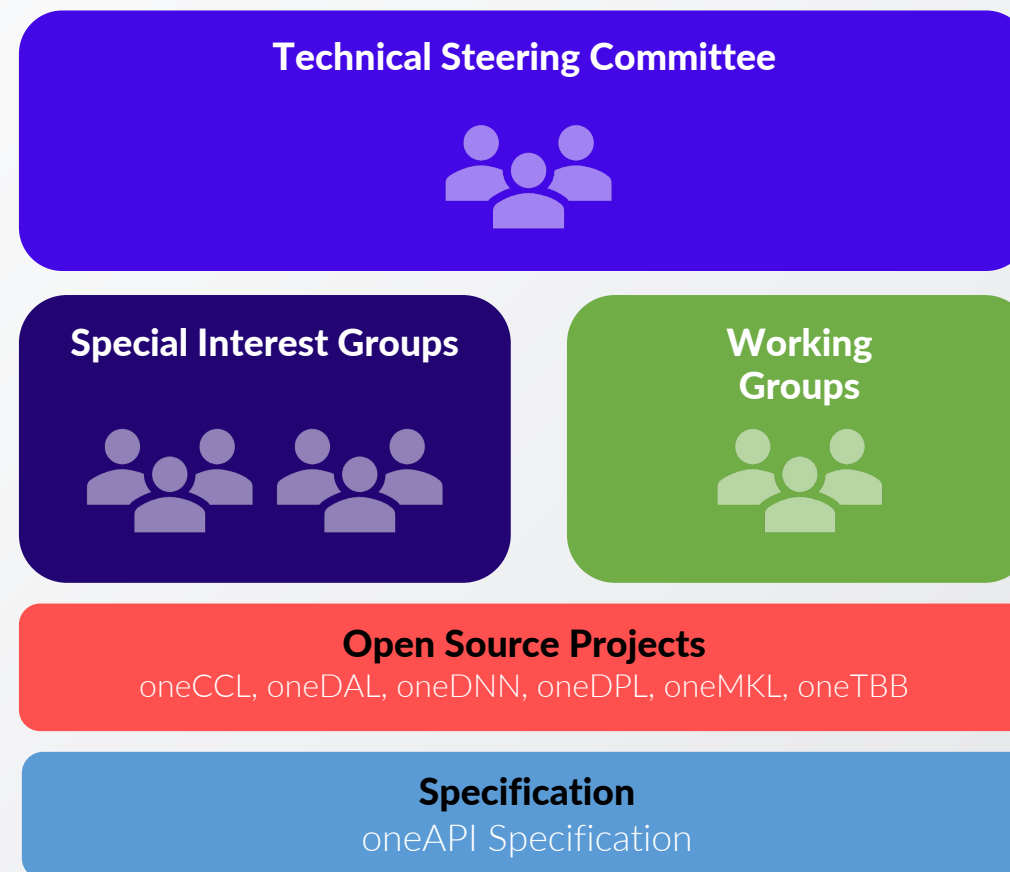 Technical Steering Committee
Special Interest Groups
Working
Groups
Open Source Projects
oneCCL, oneDAL, oneDNN, oneDPL, oneMKL, oneTBB
Specification
oneAPI Specification